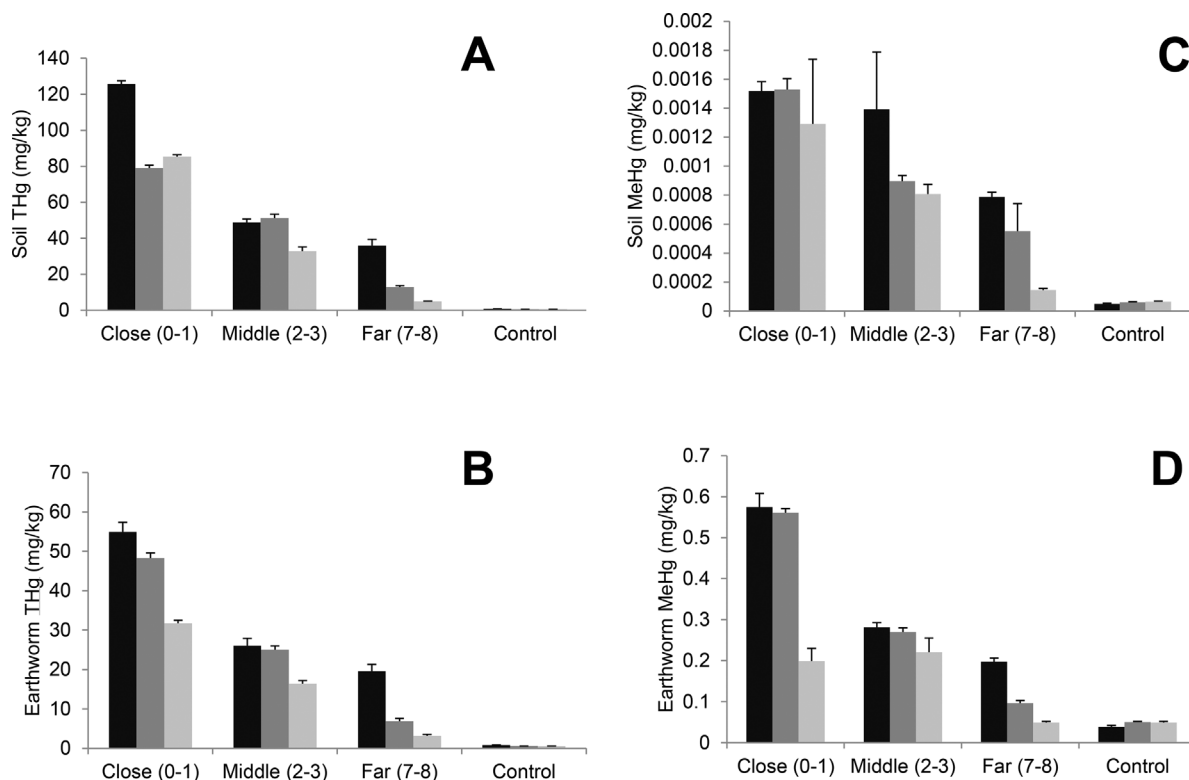 A
Soil THg (mg/kg)
140
120
100
80
60
40
20
0
Close (0-1) Middle (2-3) Far (7-8) Control
C
Soil MeHg (mg/kg)
0.002
0.0018
0.0016
0.0014
0.0012
0.001
0.0008
0.0006
0.0004
0.0002
0
Close (0-1) Middle (2-3) Far (7-8) Control
B
Earthworm THg (mg/kg)
70
60
50
40
30
20
10
0
Close (0-1) Middle (2-3) Far (7-8) Control
D
Earthworm MeHg (mg/kg)
0.7
0.6
0.5
0.4
0.3
0.2
0.1
0
Close (0-1) Middle (2-3) Far (7-8) Control